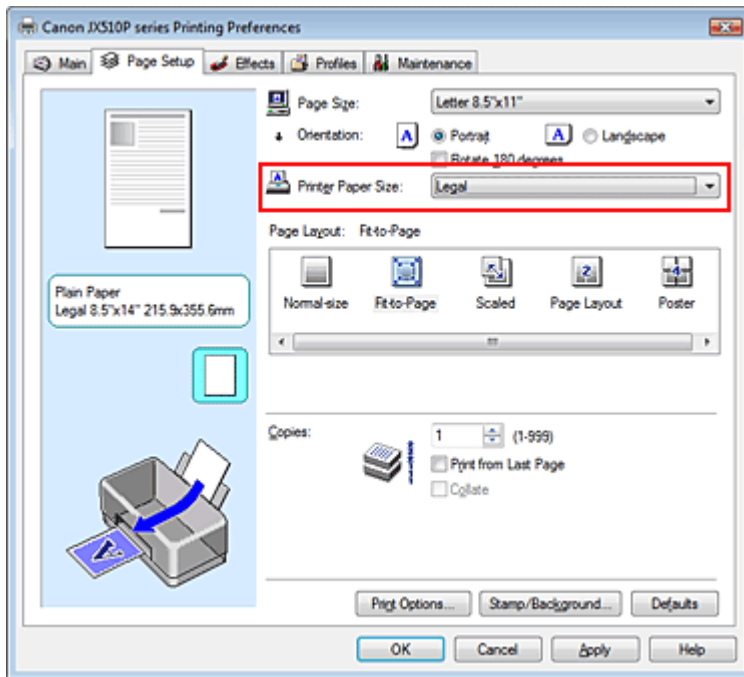 Canon JX510P series Printing Preferences
Main Page Setup Effects Profiles Maintenance
Page Size: Letter 8.5"x11"
Orientation: A Portrait A Landscape
Rotate 180 degrees
Printer Paper Size: Legal
Page Layout: Fit-to-Page
Normal-size Fit-to-Page Scaled Page Layout Poster
Plain Paper
Legal 8.5"x14" 215.9x355.6mm
Copies: 1 (1-999)
Print from Last Page
Collate
Print Options... Stamp/Background... Defaults
OK Cancel Apply Help